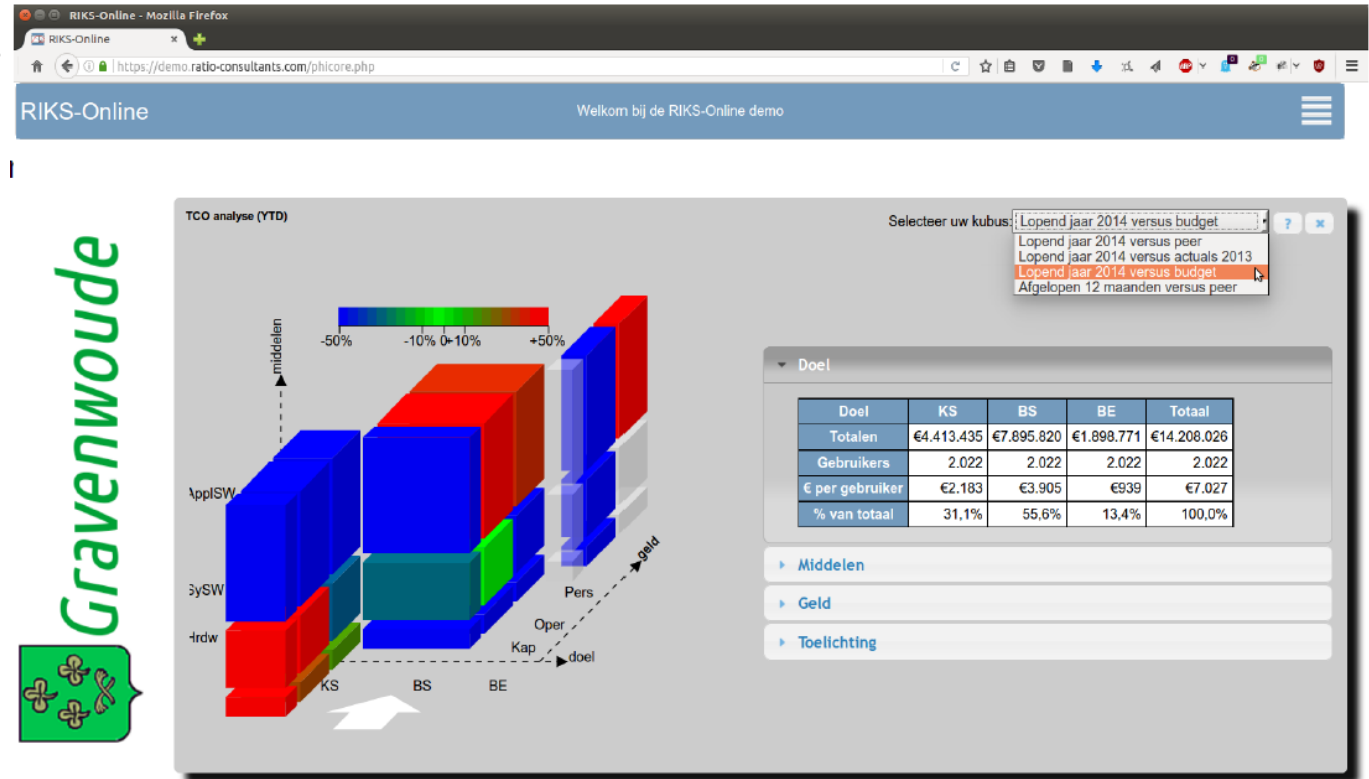 RIKS-Online - Mozilla Firefox
RIKS-Online
https://demo.ratio-consultants.com/phicore.php
RIKS-Online
Welkom bij de RIKS-Online demo
Gravenwoude
TCO analyse (YTD)
Selecteer uw kubus: Lopend jaar 2014 versus budget
? x
Lopend jaar 2014 versus peer
Lopend jaar 2014 versus actuals 2013
Lopend jaar 2014 versus budget
Afgelopen 12 maanden versus peer
-50% -10% 0 +10% +50%
middelen
ApplSW
SySW
Hrdw
KS BS BE
Kap
Oper
Pers
geld
doel
Doel
Doel KS BS BE Totaal
Totalen €4.413.435 €7.895.820 €1.898.771 €14.208.026
Gebruikers 2.022 2.022 2.022 2.022
€ per gebruiker €2.183 €3.905 €939 €7.027
% van totaal 31,1% 55,6% 13,4% 100,0%
Middelen
Geld
Toelichting